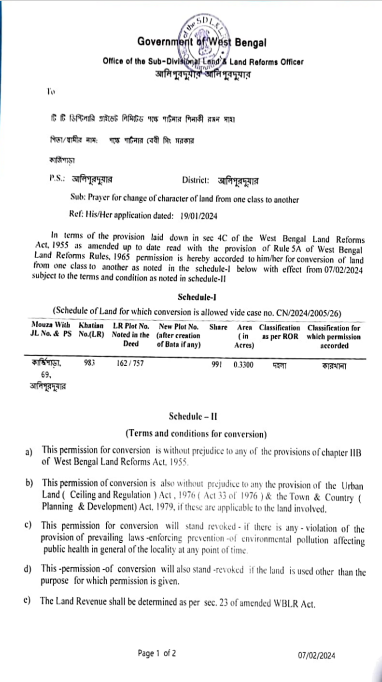 Government of West Bengal
Office of the Sub-Divisional Land & Land Reforms Officer
আলিপুরদুয়ার আলিপুরদুয়ার
To
টি টি ডিস্টিলারি প্রাইভেট লিমিটেড পক্ষে পার্টনার পিনাকী রঞ্জন সাহা
পিতা/স্বামীর নাম: পক্ষে পার্টনার বেবী সিং সরকার
P.S.: আলিপুরদুয়ার District: আলিপুরদুয়ার
Sub: Prayer for change of character of land from one class to another
Ref: His/Her application dated: 19/01/2024
In terms of the provision laid down in sec 4C of the West Bengal Land Reforms
Act, 1955 as amended up to date read with the provision of Rule 5A of West Bengal
Land Reforms Rules, 1965 permission is hereby accorded to him/her for conversion of land
from one class to another as noted in the schedule-I below with effect from 07/02/2024
subject to the terms and condition as noted in schedule-II
Schedule-I
(Schedule of Land for which conversion is allowed vide case no. CN/2024/2005/26)
Mouza With JL No. & PS Khatian No.(LR) LR Plot No. Noted in the Deed New Plot No. (after creation of Bata if any) Share Area ( in Acres) Classification as per ROR Classification for which permission accorded
983 162/757 991 0.3300 কারখানা
69,
আলিপুরদুয়ার
Schedule – II
(Terms and conditions for conversion)
a) This permission for conversion is without prejudice to any of the provisions of chapter IIB
of West Bengal Land Reforms Act, 1955.
b) This permission of conversion is also without prejudice to any the provision of the Urban
Land ( Ceiling and Regulation ) Act , 1976 ( Act 33 of 1976 ) & the Town & Country (
Planning & Development) Act, 1979, if these are applicable to the land involved.
c) This permission for conversion will stand revoked - if there is any - violation of the
provision of prevailing laws -enforcing prevention -of environmental pollution affecting
public health in general of the locality at any point of time.
d) This -permission -of conversion will also stand -revoked if the land is used other than the
purpose for which permission is given.
e) The Land Revenue shall be determined as per sec. 23 of amended WBLR Act.
Page 1 of 2 07/02/2024